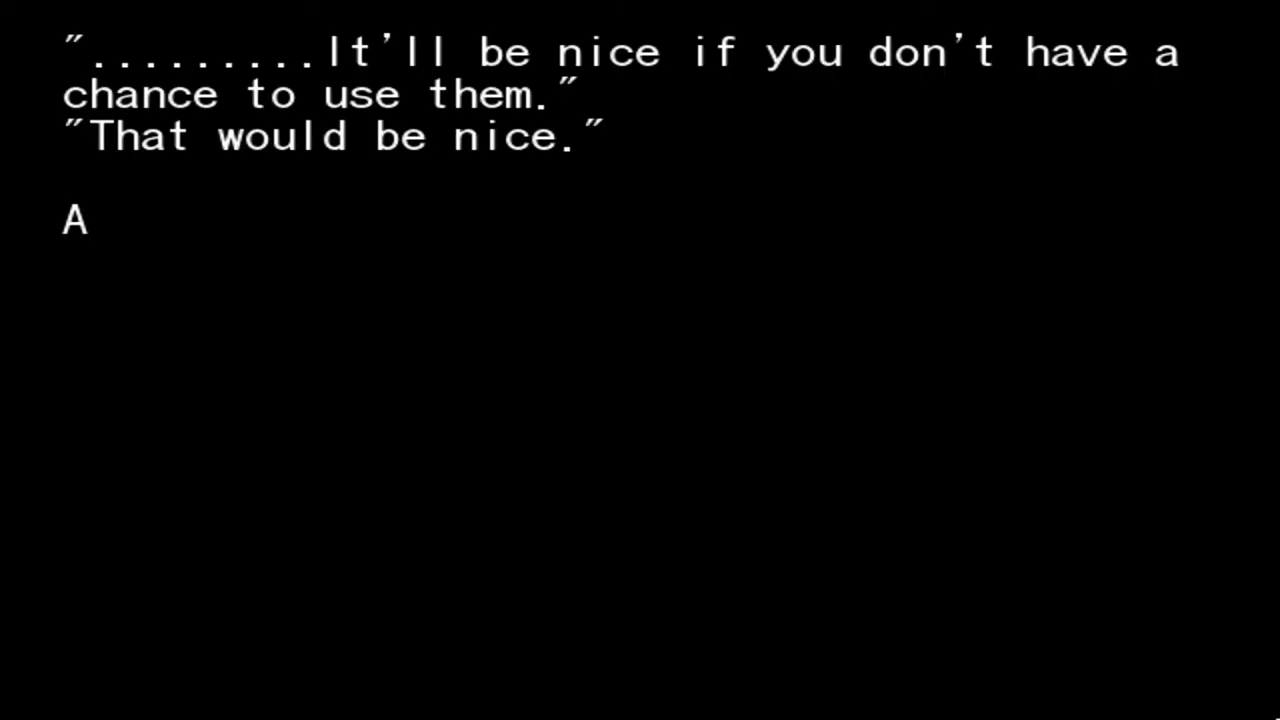 ".........It'll be nice if you don't have a
chance to use them."
"That would be nice."
A